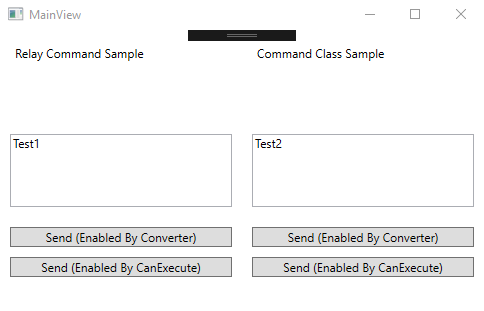 MainView
Relay Command Sample
Command Class Sample
Test1
Test2
Send (Enabled By Converter)
Send (Enabled By Converter)
Send (Enabled By CanExecute)
Send (Enabled By CanExecute)